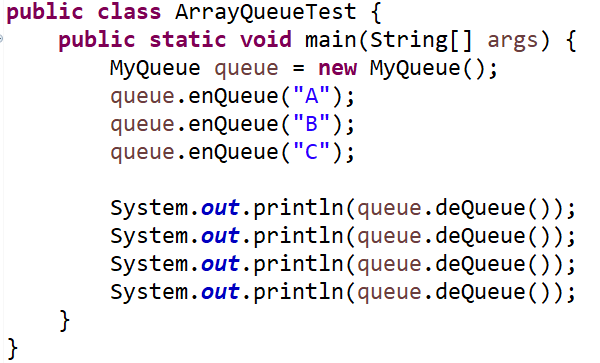 public class ArrayQueueTest {
    public static void main(String[] args) {
        MyQueue queue = new MyQueue();
        queue.enQueue("A");
        queue.enQueue("B");
        queue.enQueue("C");

        System.out.println(queue.deQueue());
        System.out.println(queue.deQueue());
        System.out.println(queue.deQueue());
        System.out.println(queue.deQueue());
    }
}